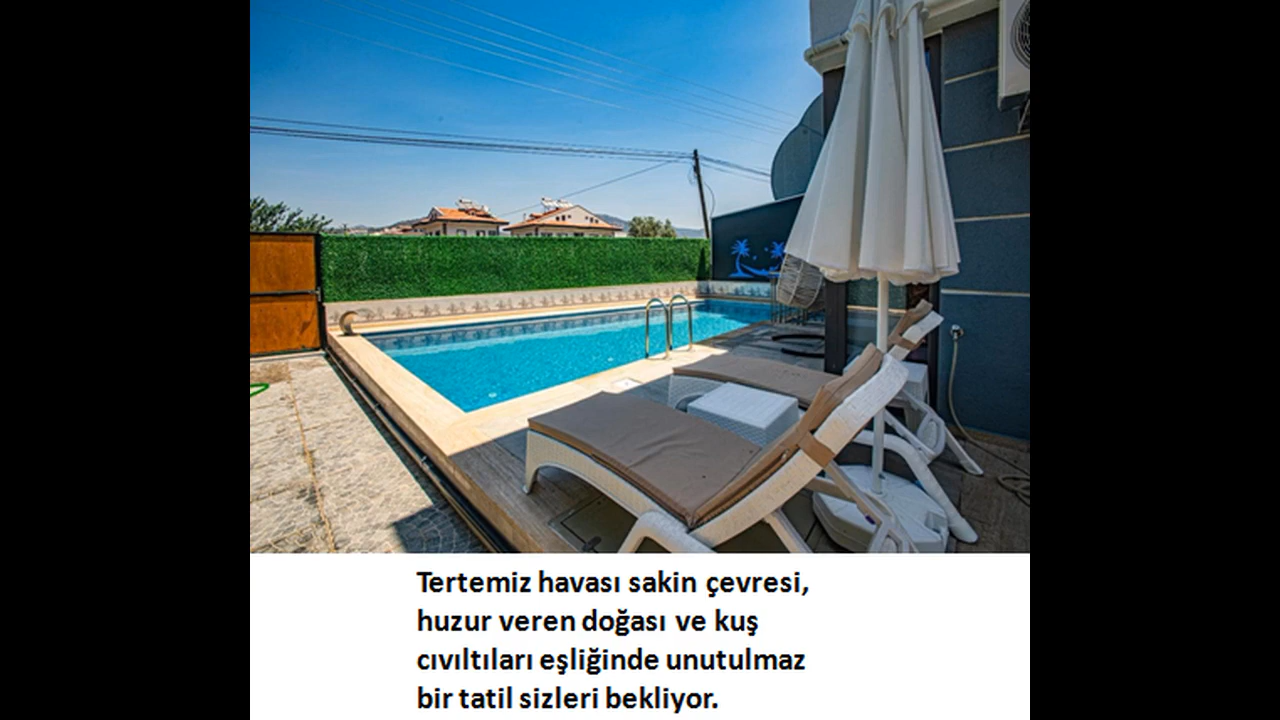 Tertemiz havası sakin çevresi,
huzur veren doğası ve kuş
cıvıltıları eşliğinde unutulmaz
bir tatil sizleri bekliyor.